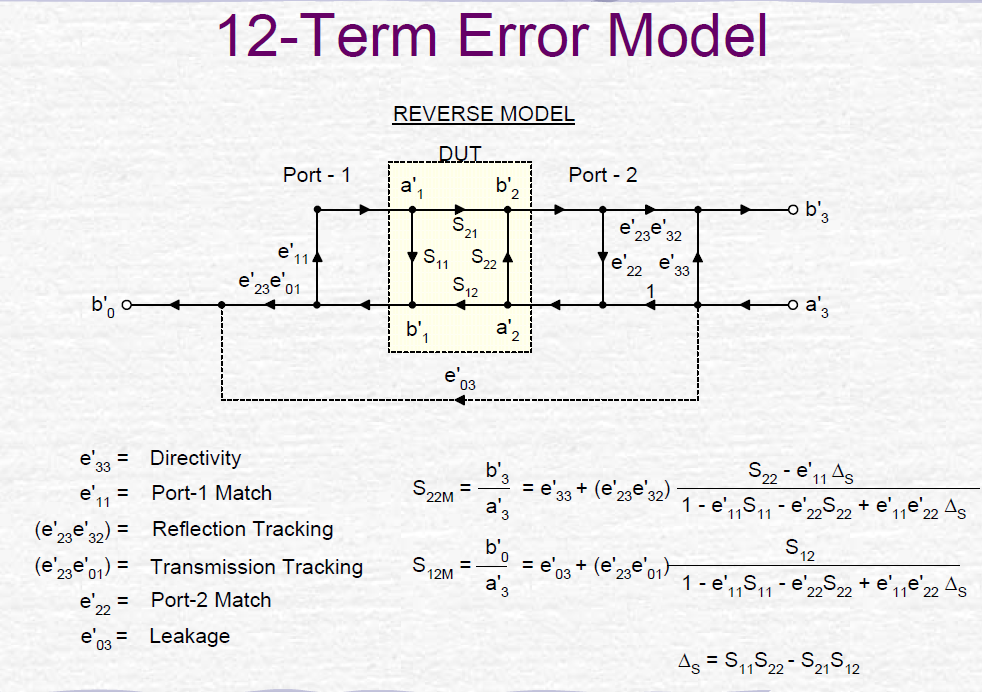 12-Term Error Model
REVERSE MODEL
DUT
Port - 1
Port - 2
a'1
b'2
b'3
S21
e'23e'32
e'11
S11
S22
e'22
e'33
e'23e'01
S12
1
b'0
a'3
b'1
a'2
e'03
e'33 = Directivity
e'11 = Port-1 Match
(e'23e'32) = Reflection Tracking
(e'23e'01) = Transmission Tracking
e'22 = Port-2 Match
e'03 = Leakage
S22M = b'3 / a'3 = e'33 + (e'23e'32) S22 - e'11 ΔS / 1 - e'11S11 - e'22S22 + e'11e'22 ΔS
S12M = b'0 / a'3 = e'03 + (e'23e'01) S12 / 1 - e'11S11 - e'22S22 + e'11e'22 ΔS
ΔS = S11S22 - S21S12